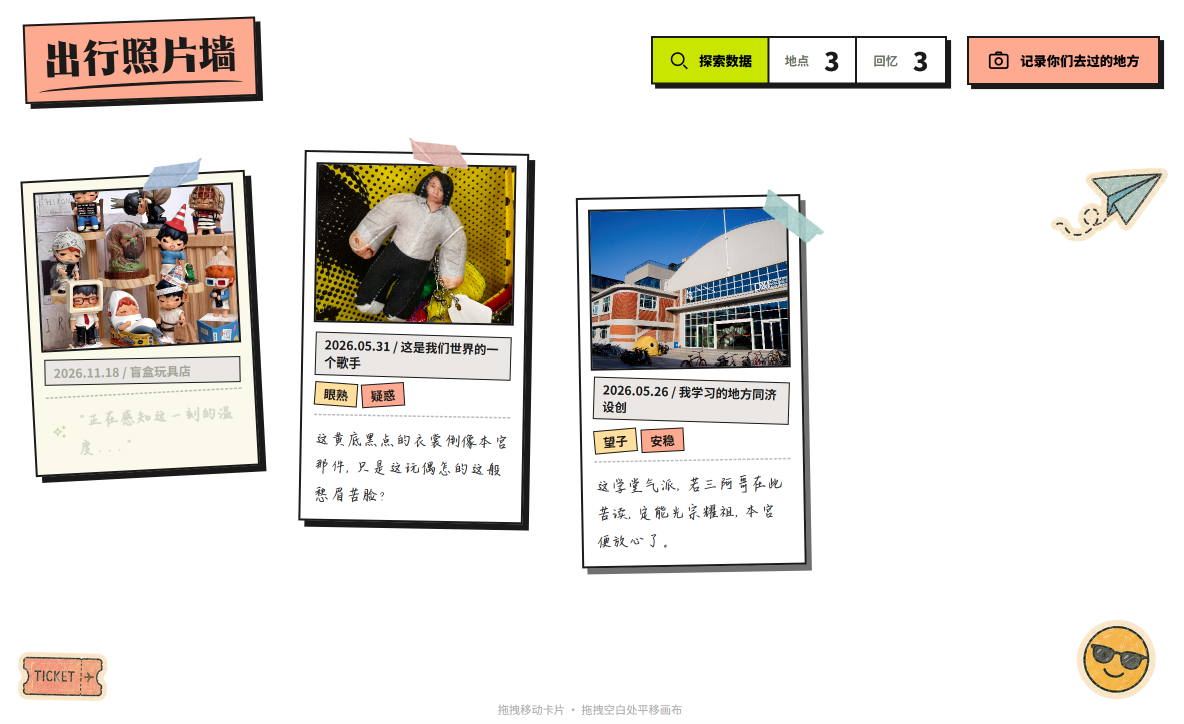 出行照片墙
探索数据
地点 3
回忆 3
记录你们去过的地方
2026.11.18 / 盲盒玩具店
"正在感知这一刻的温
度..."
2026.05.31 / 这是我们世界的一
个歌手
眼熟
疑惑
这黄底黑点的衣裳倒像本宫
那件，只是这玩偶怎的这般
愁眉苦脸？
2026.05.26 / 我学习的地方同济
设创
望子
安稳
这学堂气派，若三阿哥在此
苦读，定能光宗耀祖，本宫
便放心了。
TICKET
拖拽移动卡片 · 拖拽空白处平移画布